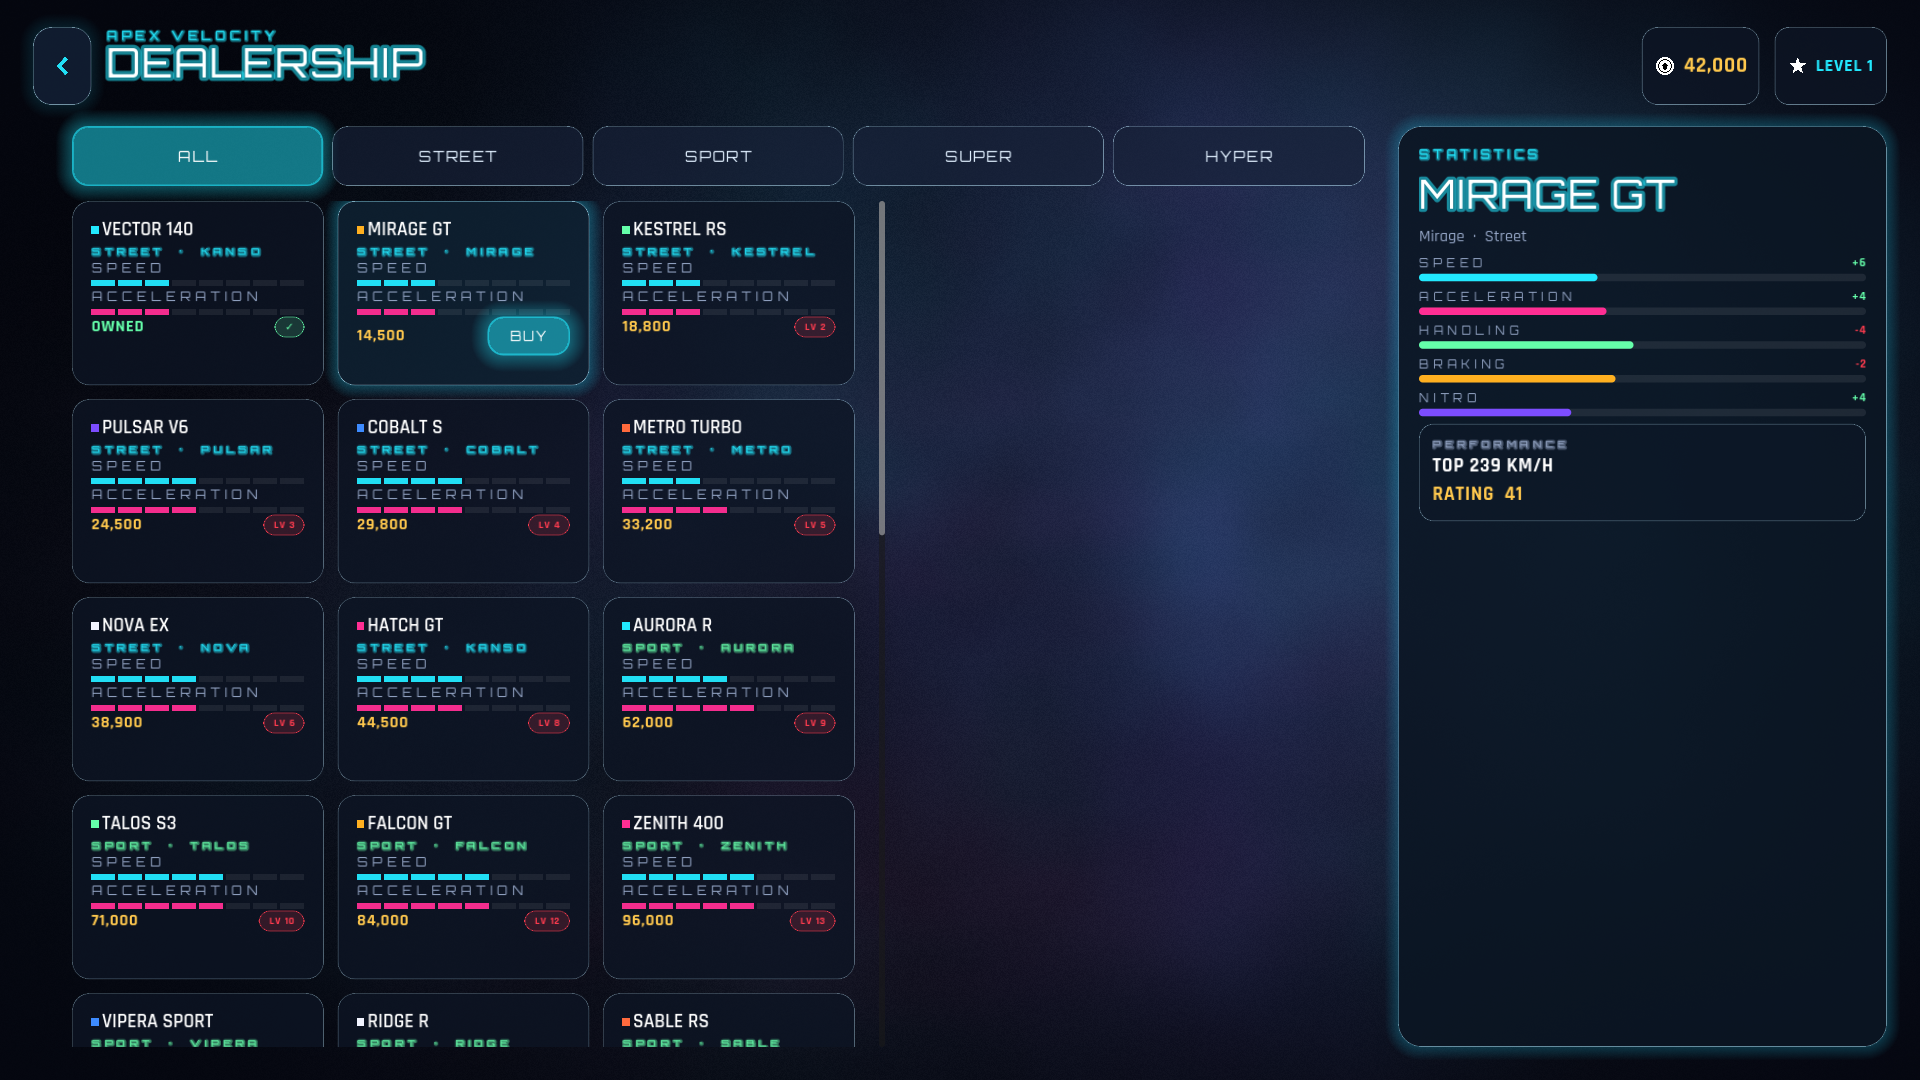 APEX VELOCITY
DEALERSHIP
42,000
LEVEL 1
ALL
STREET
SPORT
SUPER
HYPER
VECTOR 140
STREET · KANSO
SPEED
ACCELERATION
OWNED
MIRAGE GT
STREET · MIRAGE
SPEED
ACCELERATION
14,500
BUY
KESTREL RS
STREET · KESTREL
SPEED
ACCELERATION
18,800
LV 2
PULSAR V6
STREET · PULSAR
SPEED
ACCELERATION
24,500
LV 3
COBALT S
STREET · COBALT
SPEED
ACCELERATION
29,800
LV 4
METRO TURBO
STREET · METRO
SPEED
ACCELERATION
33,200
LV 5
NOVA EX
STREET · NOVA
SPEED
ACCELERATION
38,900
LV 6
HATCH GT
STREET · KANSO
SPEED
ACCELERATION
44,500
LV 8
AURORA R
SPORT · AURORA
SPEED
ACCELERATION
62,000
LV 9
TALOS S3
SPORT · TALOS
SPEED
ACCELERATION
71,000
LV 10
FALCON GT
SPORT · FALCON
SPEED
ACCELERATION
84,000
LV 12
ZENITH 400
SPORT · ZENITH
SPEED
ACCELERATION
96,000
LV 13
VIPERA SPORT
SPORT · VIPERA
RIDGE R
SPORT · RIDGE
SABLE RS
SPORT · SABLE
STATISTICS
MIRAGE GT
Mirage · Street
SPEED +6
ACCELERATION +4
HANDLING -4
BRAKING -2
NITRO +4
PERFORMANCE
TOP 239 KM/H
RATING 41